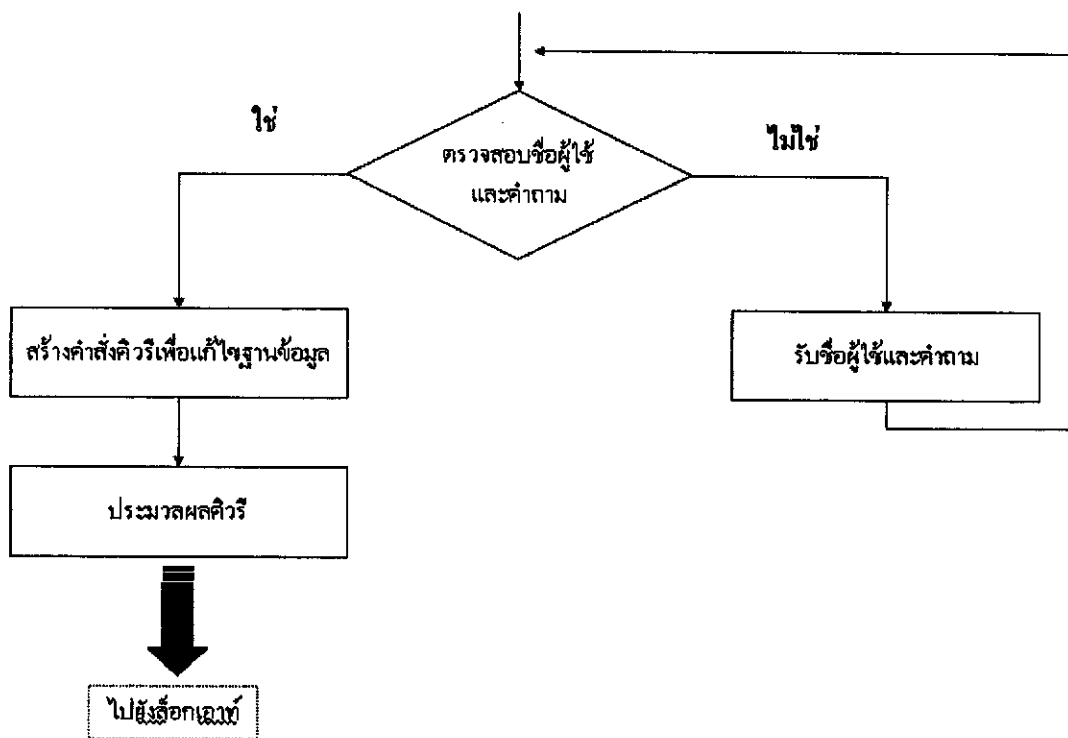 ใช่
ไม่ใช่
ตรวจสอบชื่อผู้ใช้
และคำถาม
สร้างคำสั่งคิวรีเพื่อแก้ไขฐานข้อมูล
รับชื่อผู้ใช้และคำถาม
ประมวลผลคิวรี
ไปยังล็อกเอาท์